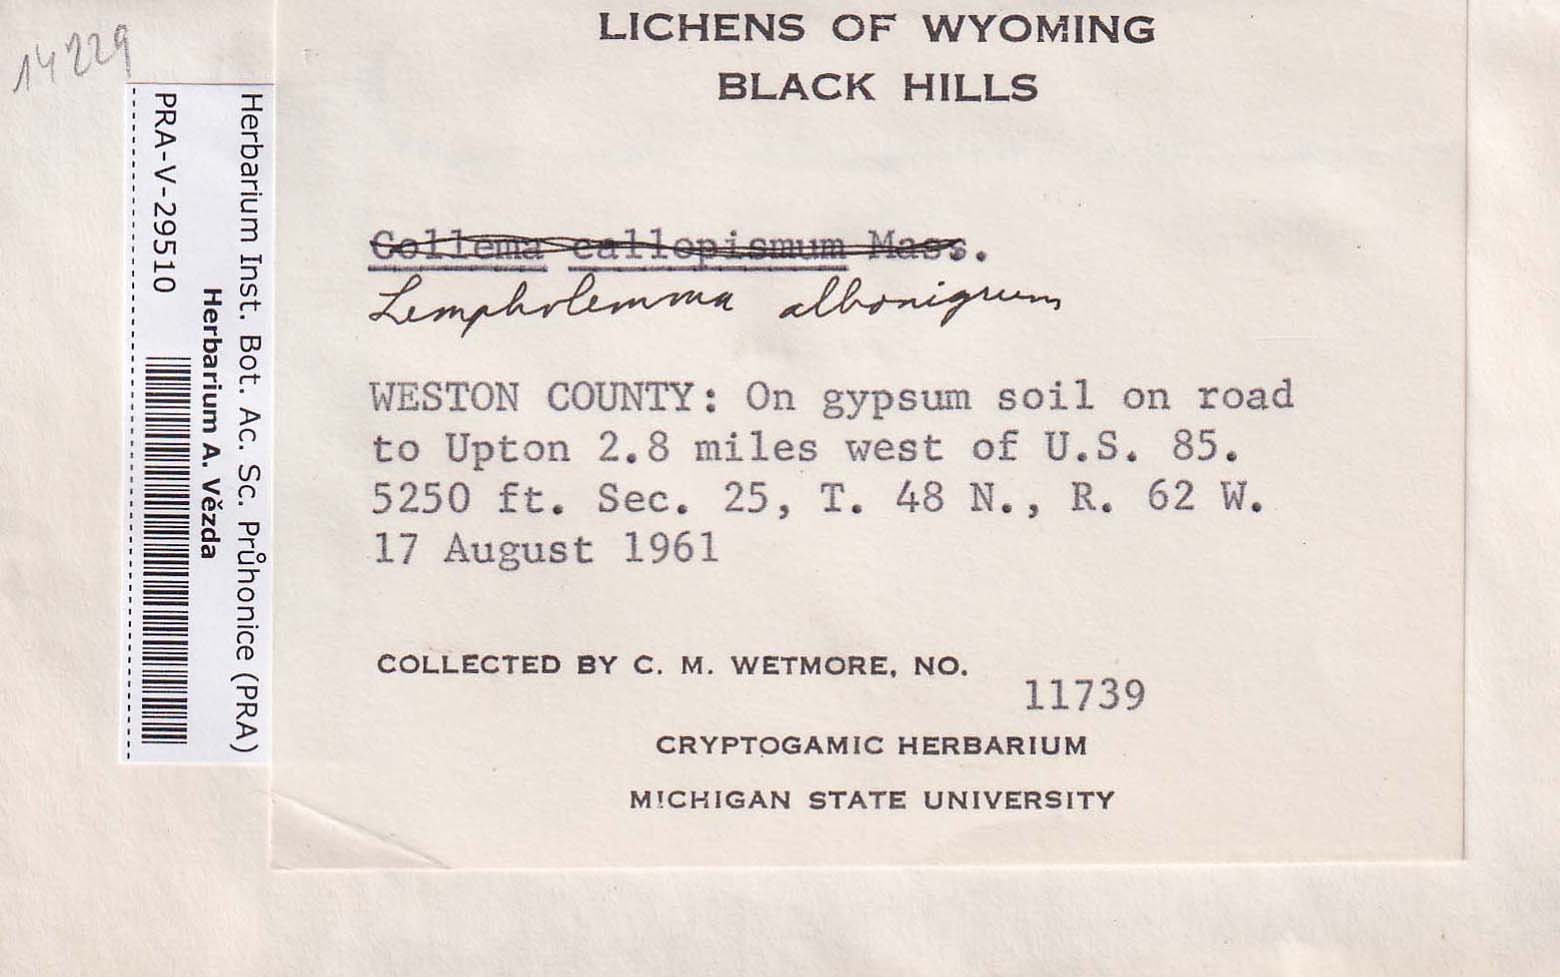 14229
LICHENS OF WYOMING
BLACK HILLS
Collema callopismum Mass.
Lempholemma albonigrum
WESTON COUNTY: On gypsum soil on road
to Upton 2.8 miles west of U.S. 85.
5250 ft. Sec. 25, T. 48 N., R. 62 W.
17 August 1961
COLLECTED BY C. M. WETMORE, NO.
11739
CRYPTOGAMIC HERBARIUM
MICHIGAN STATE UNIVERSITY
Herbarium Inst. Bot. Ac. Sc. Průhonice (PRA)
Herbarium A. Vězda
PRA-V-29510